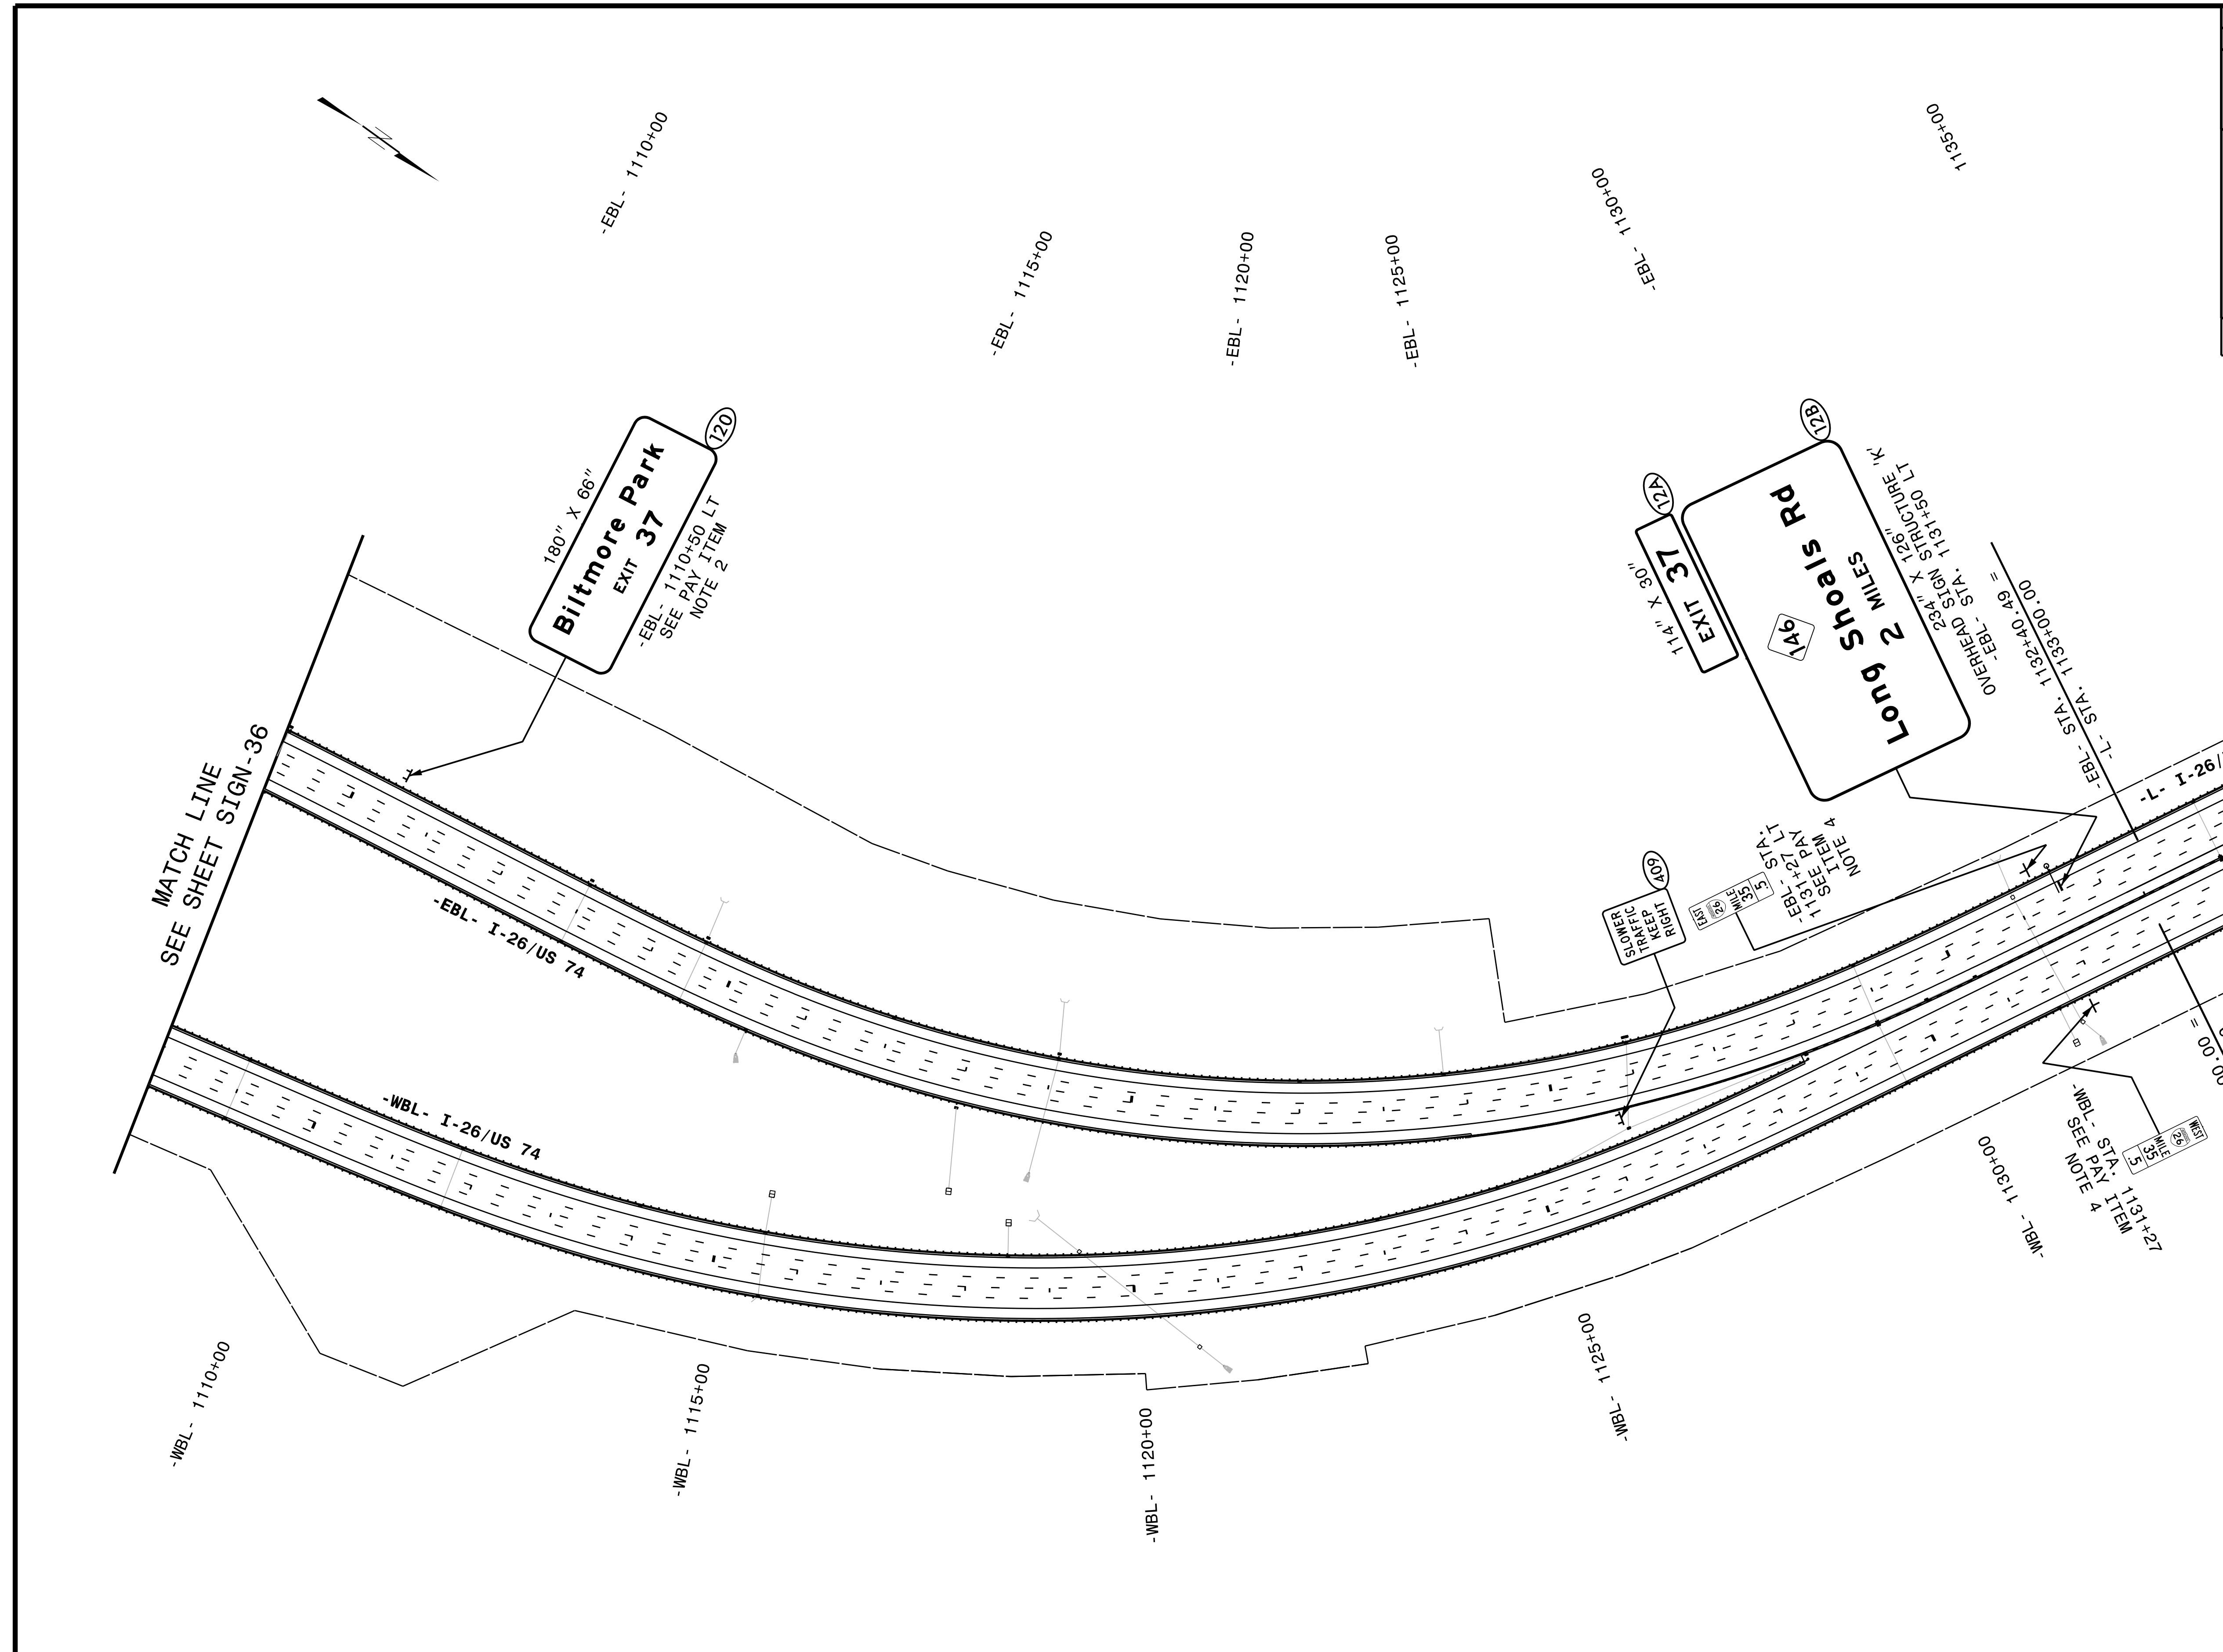 N
-EBL- 1110+00
-EBL- 1115+00
-EBL- 1120+00
-EBL- 1125+00
-EBL- 1130+00
1135+00
MATCH LINE
SEE SHEET SIGN-36
180" X 66"
Biltmore Park
EXIT 37
120
-EBL- 1110+50 LT
SEE PAY ITEM
NOTE 2
114" X 30"
EXIT 37
12A
146
Long Shoals Rd
2 MILES
12B
234" X 126"
OVERHEAD SIGN STRUCTURE 'K'
-EBL- STA. 1131+50 LT
-EBL- STA. 1132+40.49 =
-L- STA. 1133+00.00
-L- I-26/
SLOWER
TRAFFIC
KEEP
RIGHT
409
EAST
26
MILE
35
.5
-EBL- STA.
1131+27 LT
SEE PAY
ITEM 4
NOTE 4
-EBL- I-26/US 74
-WBL- I-26/US 74
-WBL- STA. 1131+27
SEE PAY ITEM
NOTE 4
WEST
26
MILE
35
.5
-WBL- 1110+00
-WBL- 1115+00
-WBL- 1120+00
-WBL- 1125+00
-WBL- 1130+00